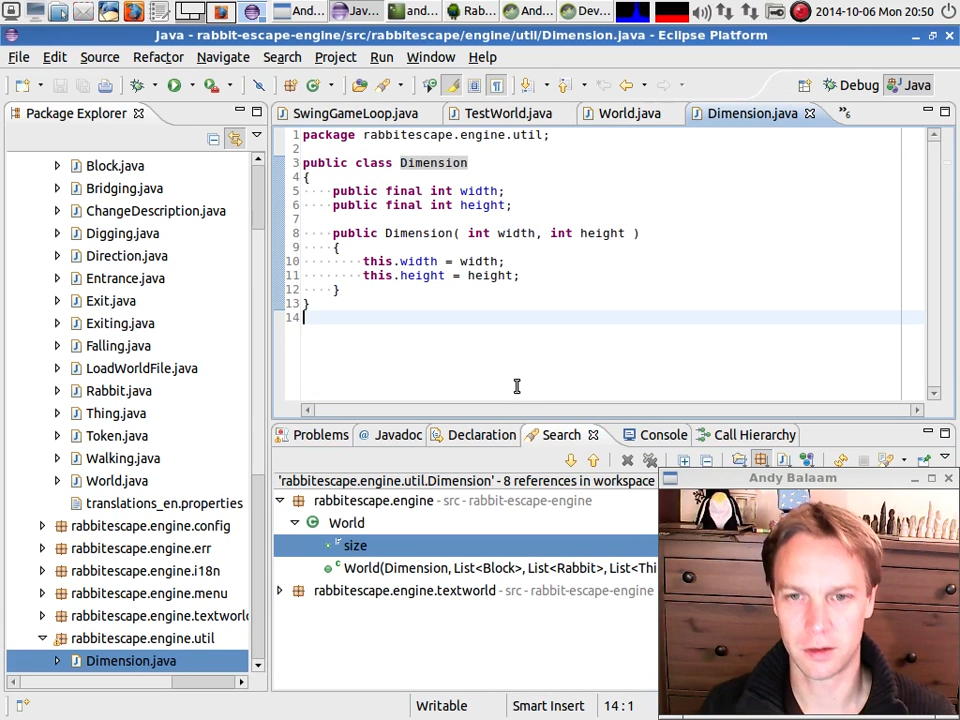 And...
Jav...
and...
Rab...
And...
Dev...
2014-10-06 Mon 20:50
Java - rabbit-escape-engine/src/rabbitescape/engine/util/Dimension.java - Eclipse Platform
File Edit Source Refactor Navigate Search Project Run Window Help
Debug Java
Package Explorer
SwingGameLoop.java TestWorld.java World.java Dimension.java »6
Block.java
Bridging.java
ChangeDescription.java
Digging.java
Direction.java
Entrance.java
Exit.java
Exiting.java
Falling.java
LoadWorldFile.java
Rabbit.java
Thing.java
Token.java
Walking.java
World.java
translations_en.properties
rabbitescape.engine.config
rabbitescape.engine.err
rabbitescape.engine.i18n
rabbitescape.engine.menu
rabbitescape.engine.textworld
rabbitescape.engine.util
Dimension.java
1 package rabbitescape.engine.util;
2
3 public class Dimension
4 {
5 ····public final int width;
6 ····public final int height;
7
8 ····public Dimension( int width, int height )
9 ····{
10 ········this.width = width;
11 ········this.height = height;
12 ····}
13 }
14
Problems Javadoc Declaration Search Console Call Hierarchy
'rabbitescape.engine.util.Dimension' - 8 references in workspace
rabbitescape.engine - src - rabbit-escape-engine
World
size
World(Dimension, List<Block>, List<Rabbit>, List<Thi
rabbitescape.engine.textworld - src - rabbit-escape-engine
Andy Balaam
Writable Smart Insert 14 : 1